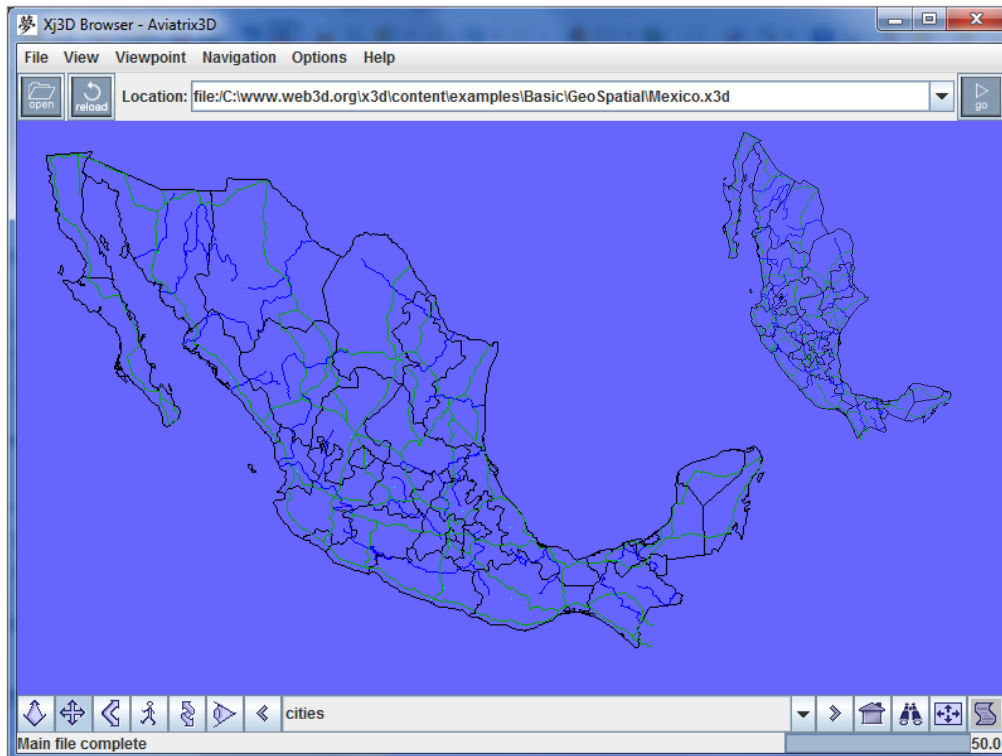 夢 Xj3D Browser - Aviatrix3D
File View Viewpoint Navigation Options Help
open reload Location: file:/C:\www.web3d.org\x3d\content\examples\Basic\GeoSpatial\Mexico.x3d go
cities
Main file complete 50.0